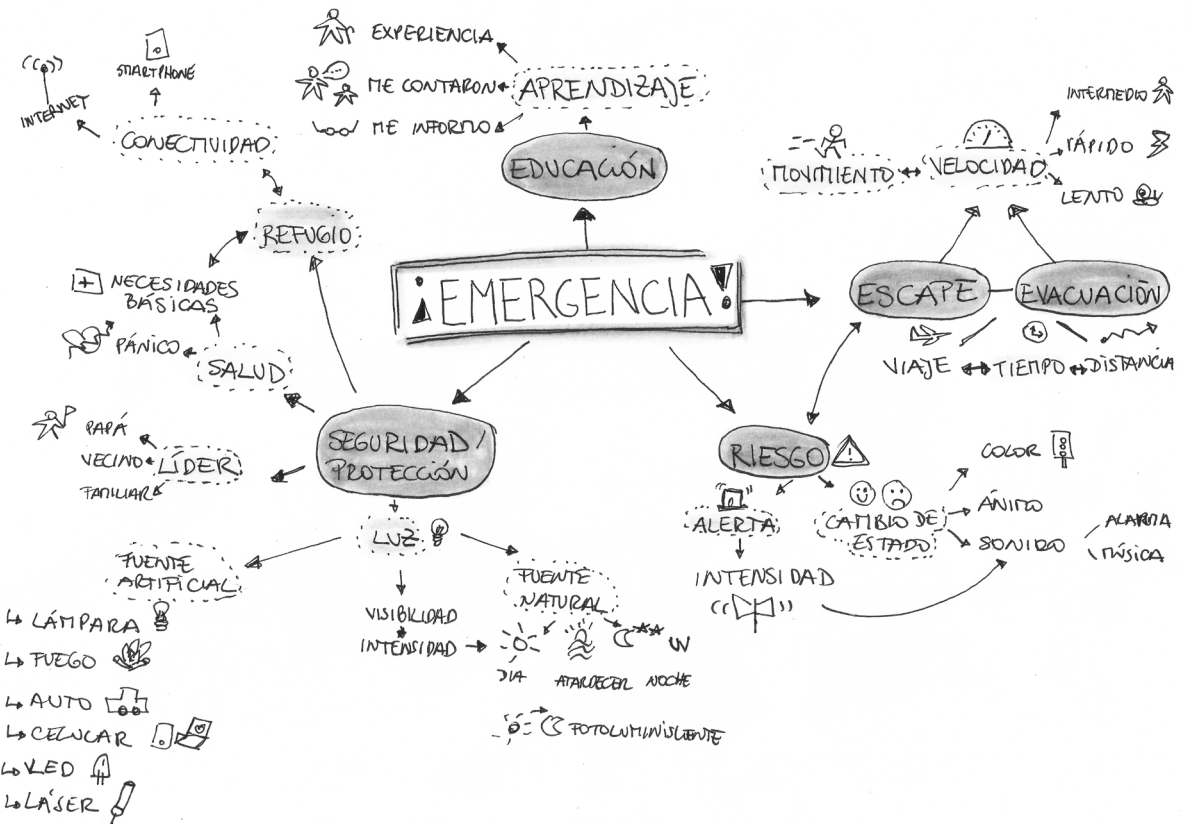 EXPERIENCIA
ME CONTARON
ME INFORMO
APRENDIZAJE
EDUCACIÓN
SMARTPHONE
INTERNET
CONECTIVIDAD
REFUGIO
NECESIDADES
BÁSICAS
PÁNICO
SALUD
¡EMERGENCIA!
INTERMEDIO
RÁPIDO
LENTO
MOVIMIENTO
VELOCIDAD
ESCAPE
EVACUACIÓN
VIAJE
TIEMPO
DISTANCIA
SEGURIDAD/
PROTECCIÓN
PAPÁ
VECINO
FAMILIAR
LÍDER
RIESGO
ALERTA
INTENSIDAD
CAMBIO DE
ESTADO
COLOR
ÁNIMO
SONIDO
ALARMA
MÚSICA
LUZ
FUENTE
ARTIFICIAL
LÁMPARA
FUEGO
AUTO
CELULAR
LED
LÁSER
VISIBILIDAD
INTENSIDAD
FUENTE
NATURAL
DIA
ATARDECER
NOCHE
UV
FOTOLUMINISCENTE